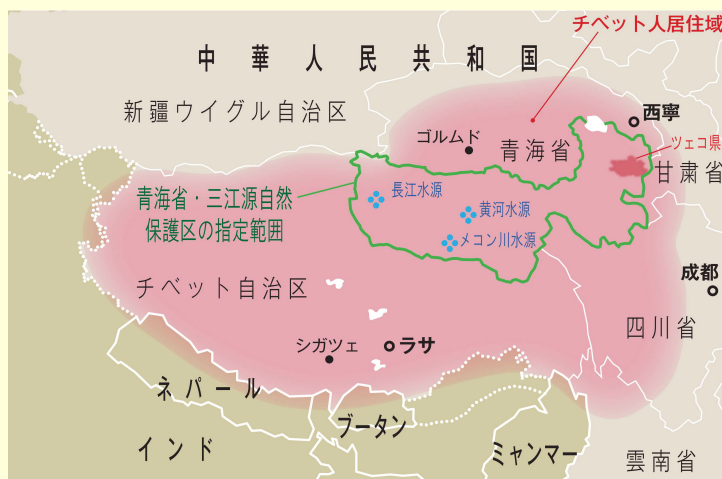 チベット人居住域
中華人民共和国
新疆ウイグル自治区
西寧
ゴルムド
青海省
ツェコ県
甘粛省
長江水源
青海省・三江源自然
保護区の指定範囲
黄河水源
メコン川水源
チベット自治区
成都
四川省
シガツェ
ラサ
ネパール
ブータン
インド
ミャンマー
雲南省